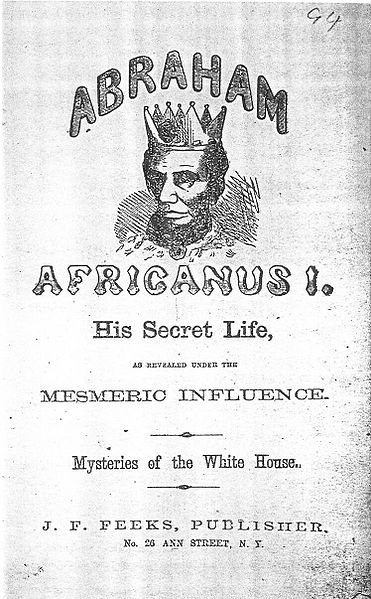 94
ABRAHAM
AFRICANUS I.
His Secret Life,
AS REVEALED UNDER THE
MESMERIC INFLUENCE.
Mysteries of the White House.
J. F. FEEKS, PUBLISHER,
No. 26 ANN STREET, N. Y.